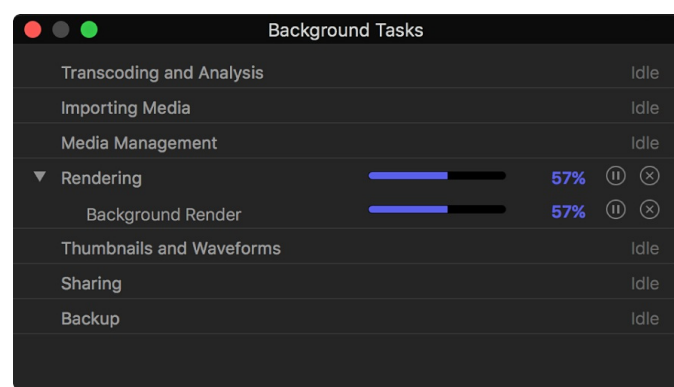 Background Tasks
Transcoding and Analysis Idle
Importing Media Idle
Media Management Idle
Rendering 57%
Background Render 57%
Thumbnails and Waveforms Idle
Sharing Idle
Backup Idle